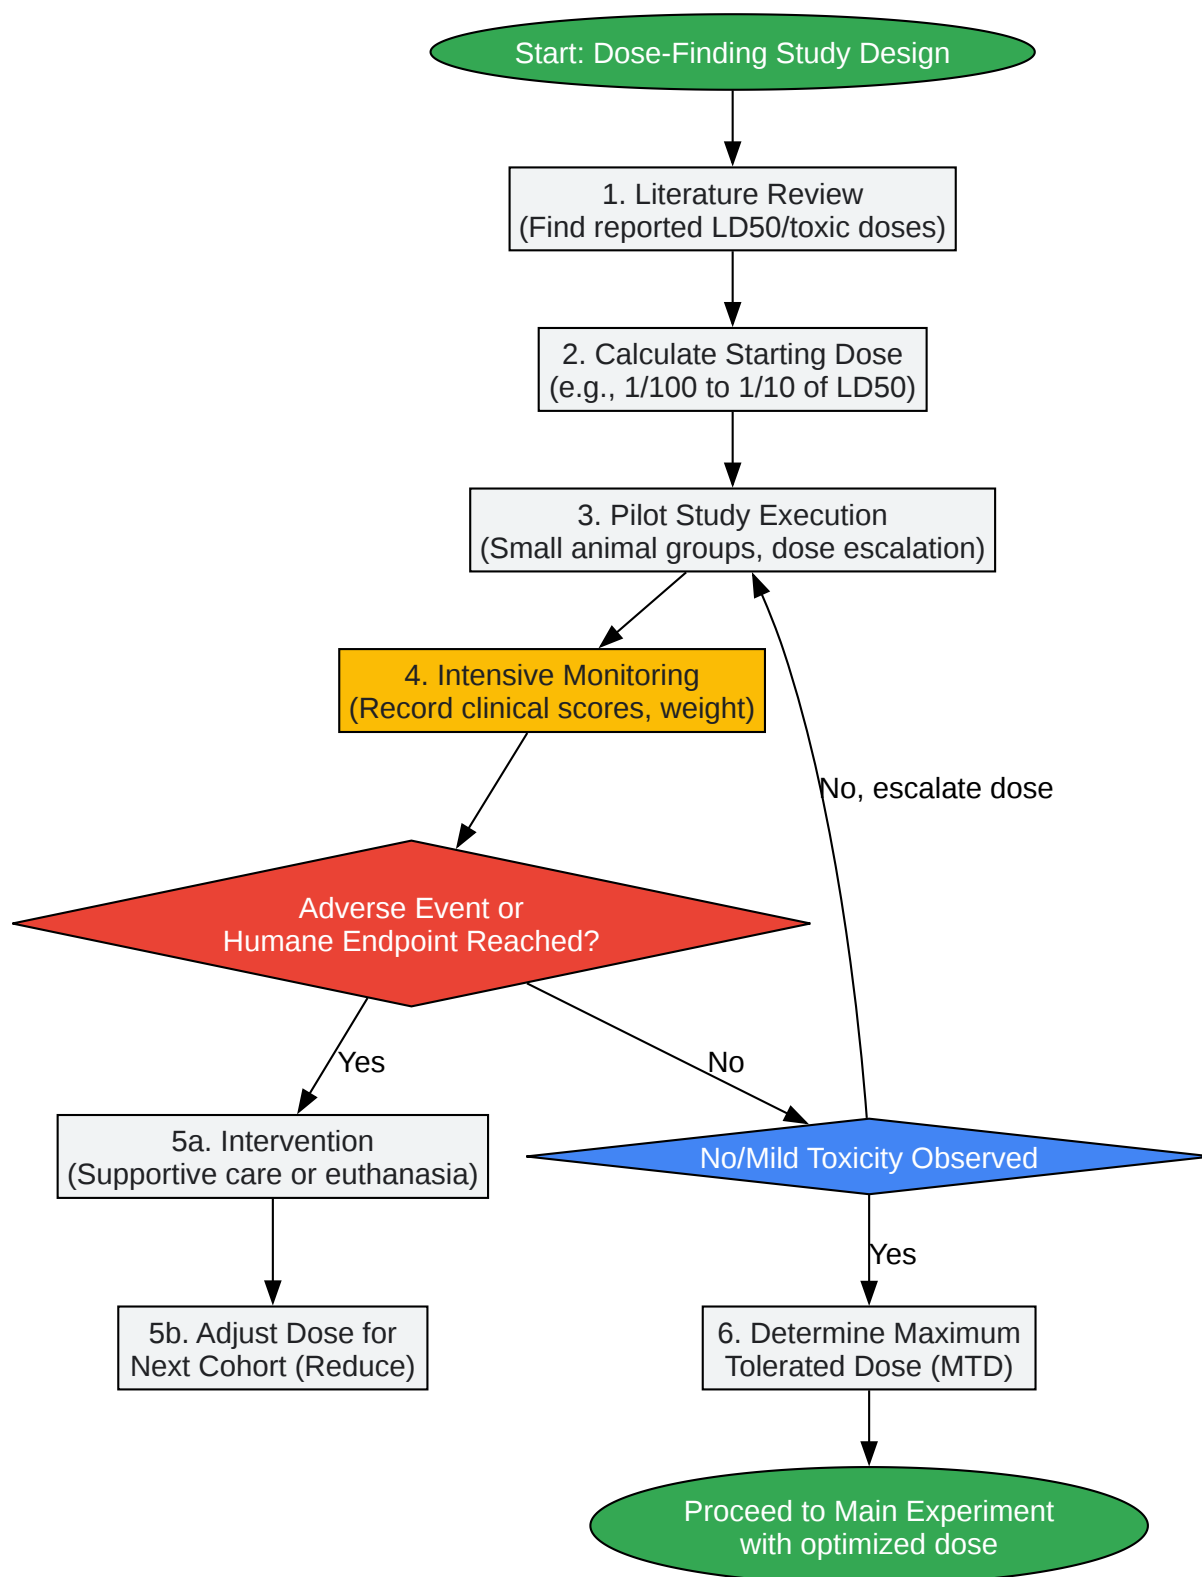 Start: Dose-Finding Study Design
1. Literature Review
(Find reported LD50/toxic doses)
2. Calculate Starting Dose
(e.g., 1/100 to 1/10 of LD50)
3. Pilot Study Execution
(Small animal groups, dose escalation)
4. Intensive Monitoring
(Record clinical scores, weight)
No, escalate dose
Adverse Event or
Humane Endpoint Reached?
Yes
No
5a. Intervention
(Supportive care or euthanasia)
No/Mild Toxicity Observed
Yes
5b. Adjust Dose for
Next Cohort (Reduce)
6. Determine Maximum
Tolerated Dose (MTD)
Proceed to Main Experiment
with optimized dose